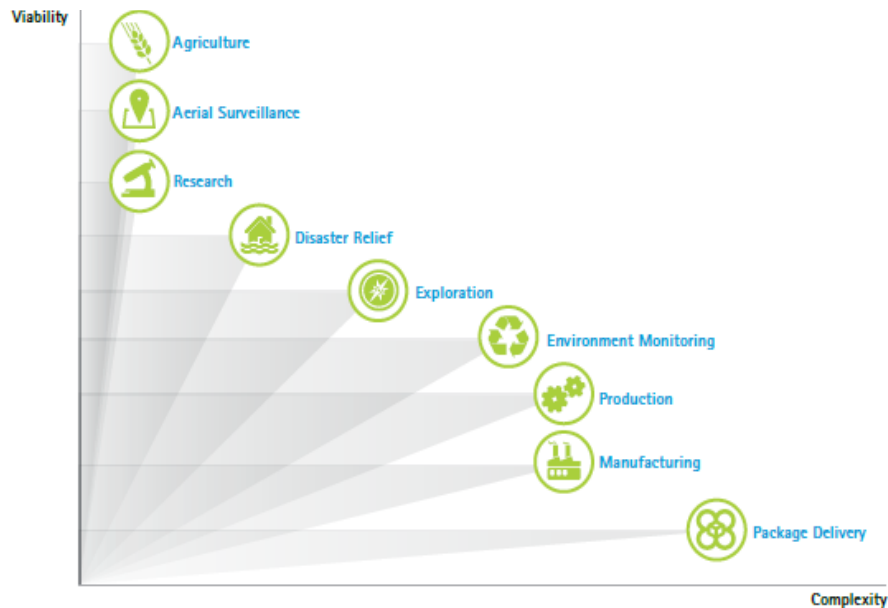 Viability
Agriculture
Aerial Surveillance
Research
Disaster Relief
Exploration
Environment Monitoring
Production
Manufacturing
Package Delivery
Complexity